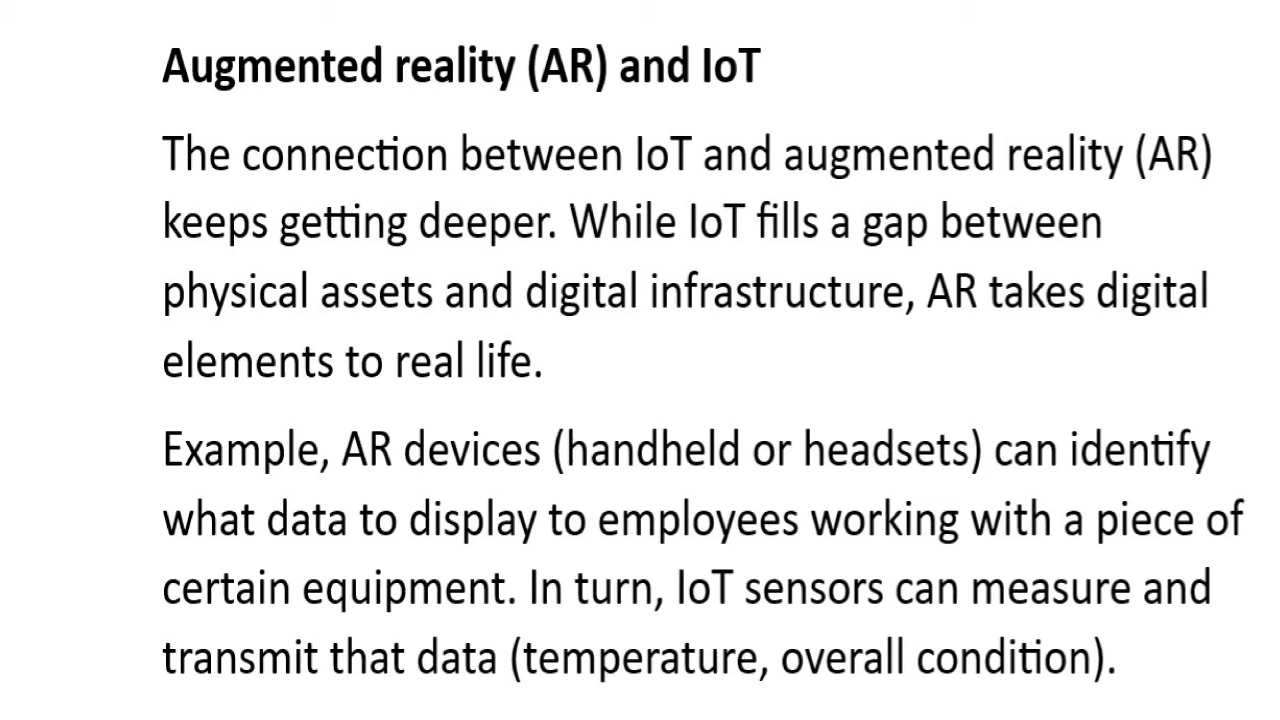 Augmented reality (AR) and IoT
The connection between IoT and augmented reality (AR)
keeps getting deeper. While IoT fills a gap between
physical assets and digital infrastructure, AR takes digital
elements to real life.
Example, AR devices (handheld or headsets) can identify
what data to display to employees working with a piece of
certain equipment. In turn, IoT sensors can measure and
transmit that data (temperature, overall condition).